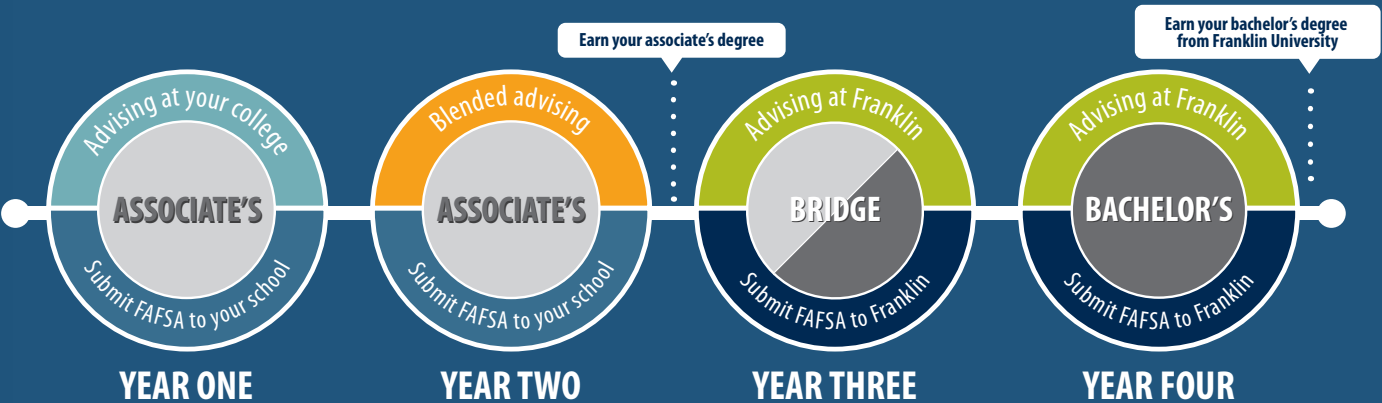 Earn your associate's degree
Earn your bachelor's degree
from Franklin University
Advising at your college
ASSOCIATE'S
Submit FAFSA to your school
YEAR ONE
Blended advising
ASSOCIATE'S
Submit FAFSA to your school
YEAR TWO
Advising at Franklin
BRIDGE
Submit FAFSA to Franklin
YEAR THREE
Advising at Franklin
BACHELOR'S
Submit FAFSA to Franklin
YEAR FOUR